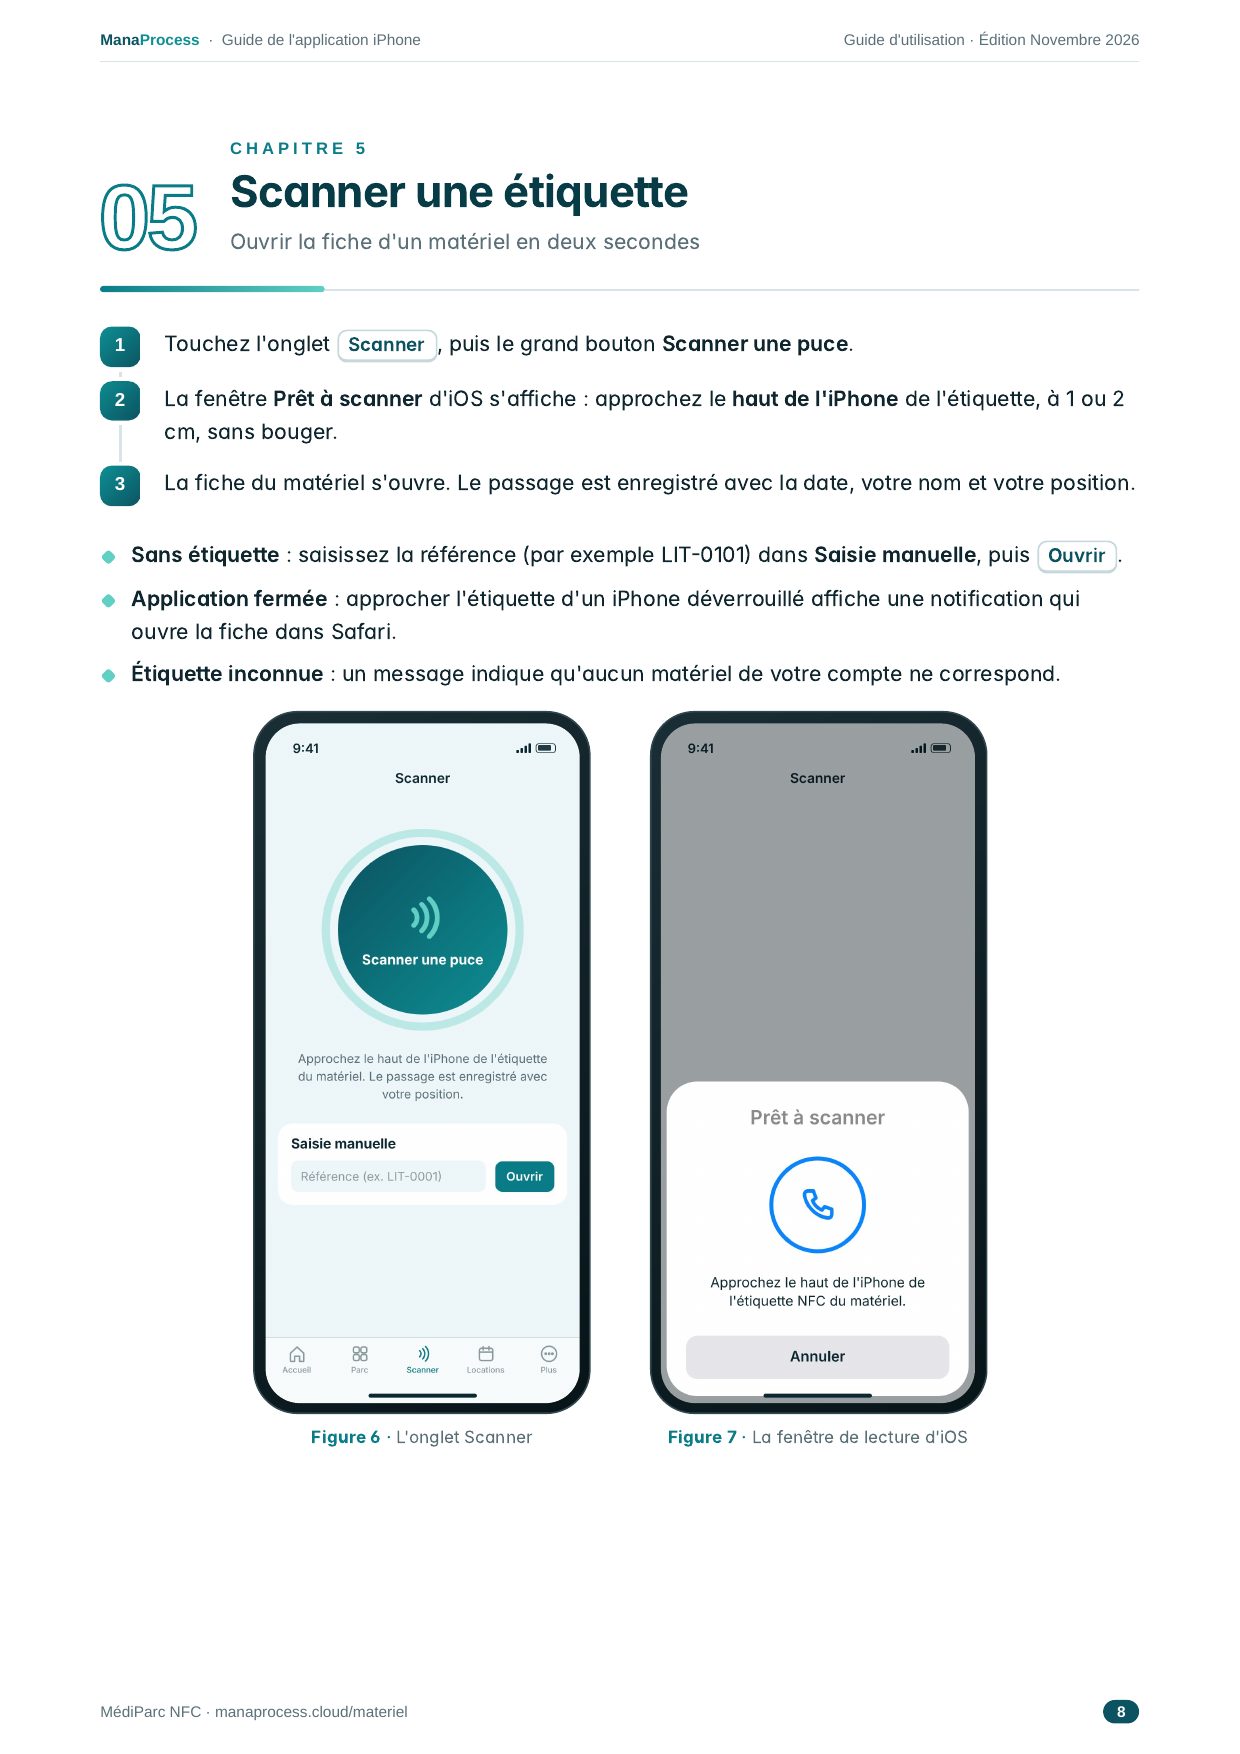 ManaProcess · Guide de l'application iPhone
Guide d'utilisation · Édition Novembre 2026
CHAPITRE 5
05
Scanner une étiquette
Ouvrir la fiche d'un matériel en deux secondes
1 Touchez l'onglet Scanner, puis le grand bouton Scanner une puce.
2 La fenêtre Prêt à scanner d'iOS s'affiche : approchez le haut de l'iPhone de l'étiquette, à 1 ou 2
cm, sans bouger.
3 La fiche du matériel s'ouvre. Le passage est enregistré avec la date, votre nom et votre position.
Sans étiquette : saisissez la référence (par exemple LIT-0101) dans Saisie manuelle, puis Ouvrir.
Application fermée : approcher l'étiquette d'un iPhone déverrouillé affiche une notification qui
ouvre la fiche dans Safari.
Étiquette inconnue : un message indique qu'aucun matériel de votre compte ne correspond.
9:41
Scanner
Scanner une puce
Approchez le haut de l'iPhone de l'étiquette
du matériel. Le passage est enregistré avec
votre position.
Saisie manuelle
Référence (ex. LIT-0001) Ouvrir
Accueil Parc Scanner Locations Plus
Figure 6 · L'onglet Scanner
9:41
Scanner
Prêt à scanner
Approchez le haut de l'iPhone de
l'étiquette NFC du matériel.
Annuler
Figure 7 · La fenêtre de lecture d'iOS
MédiParc NFC · manaprocess.cloud/materiel
8